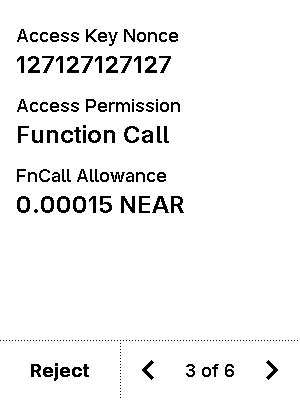 Access Key Nonce
127127127127
Access Permission
Function Call
FnCall Allowance
0.00015 NEAR
Reject
3 of 6